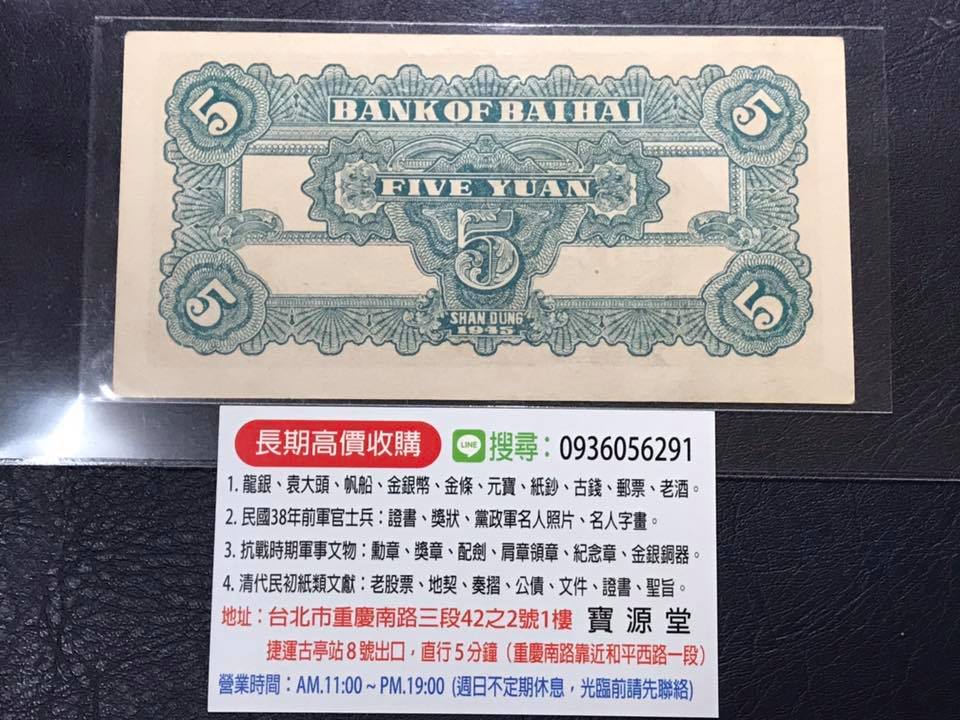 5 5
BANK OF BAI HAI
FIVE YUAN
5
5 5
SHAN DUNG
1945
長期高價收購 LINE 搜尋：0936056291
1. 龍銀、袁大頭、帆船、金銀幣、金條、元寶、紙鈔、古錢、郵票、老酒。
2. 民國38年前軍官士兵：證書、獎狀、黨政軍名人照片、名人字畫。
3. 抗戰時期軍事文物：勳章、獎章、配劍、肩章領章、紀念章、金銀銅器。
4. 清代民初紙類文獻：老股票、地契、奏摺、公債、文件、證書、聖旨。
地址：台北市重慶南路三段42之2號1樓 寶源堂
捷運古亭站8號出口，直行5分鐘（重慶南路靠近和平西路一段）
營業時間：AM.11:00 ~ PM.19:00 (週日不定期休息，光臨前請先聯絡)